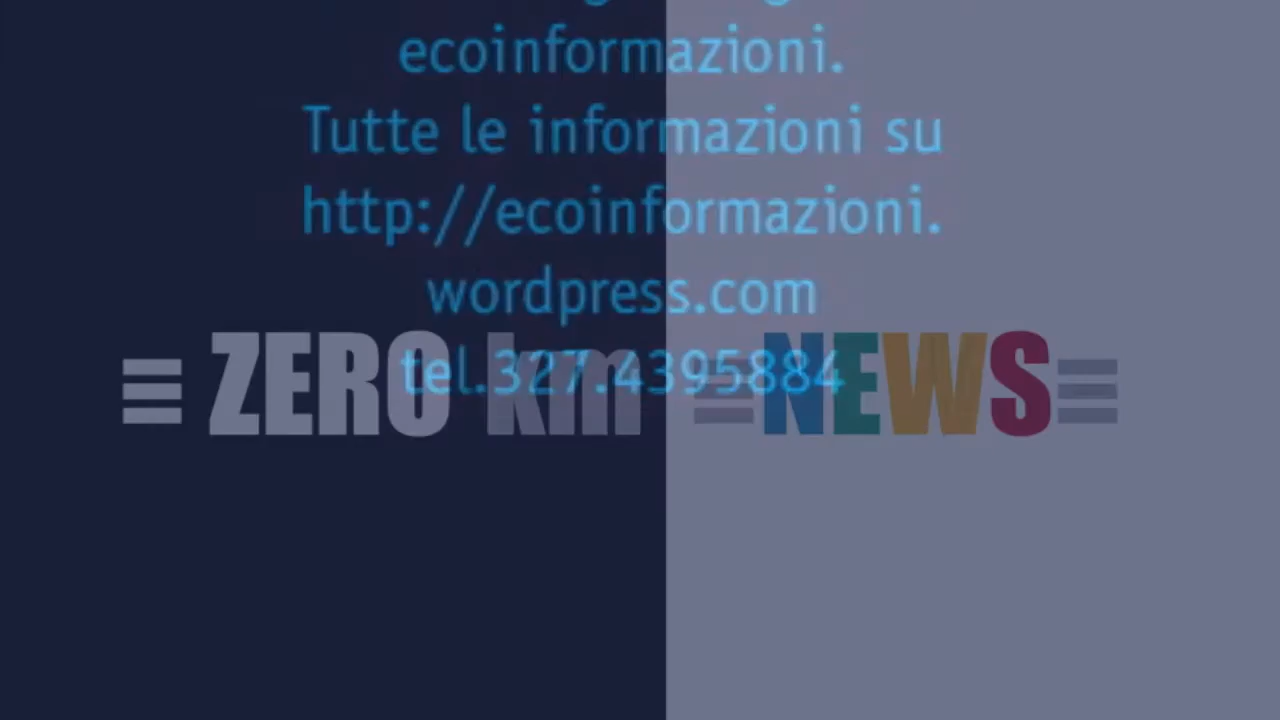 ecoinformazioni.
Tutte le informazioni su
http://ecoinformazioni.
wordpress.com
tel.327.4395884
ZERO km NEWS